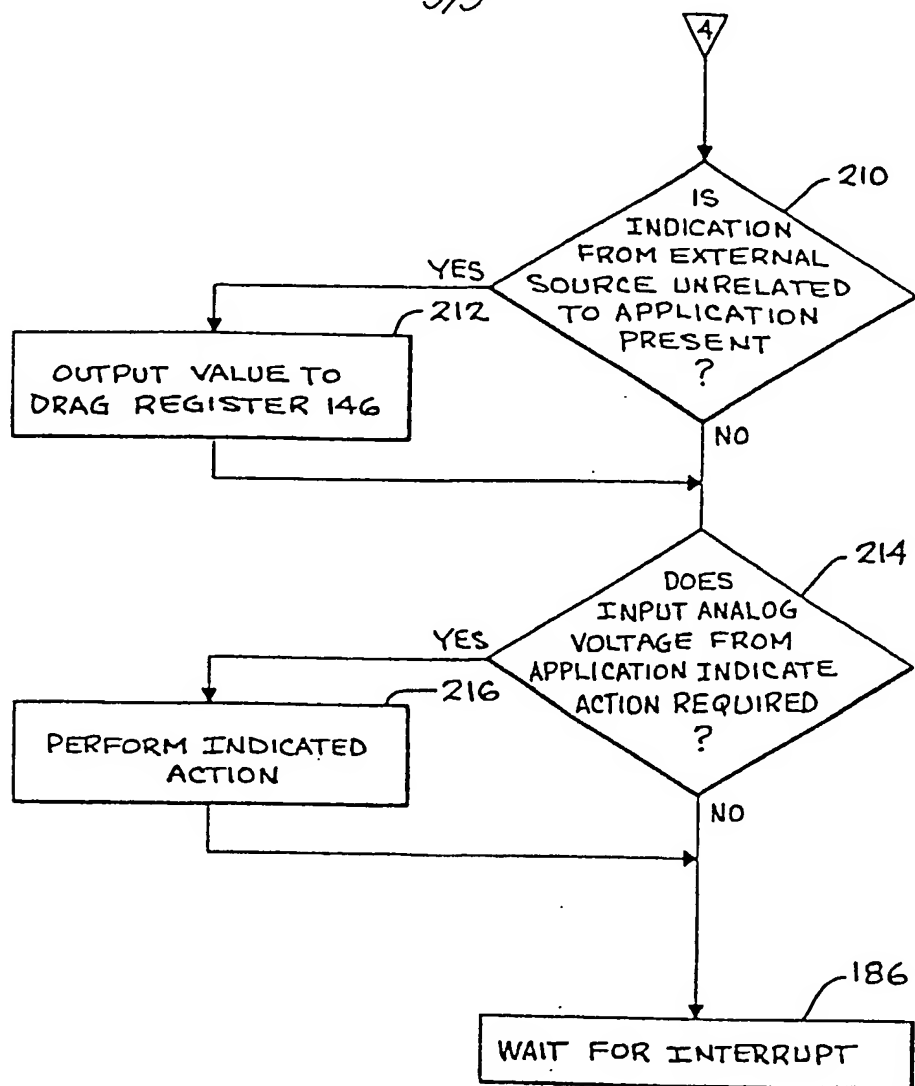 5/5
4
210
IS
INDICATION
FROM EXTERNAL
SOURCE UNRELATED
TO APPLICATION
PRESENT
?
YES
212
OUTPUT VALUE TO
DRAG REGISTER 146
NO
214
DOES
INPUT ANALOG
VOLTAGE FROM
APPLICATION INDICATE
ACTION REQUIRED
?
YES
216
PERFORM INDICATED
ACTION
NO
186
WAIT FOR INTERRUPT